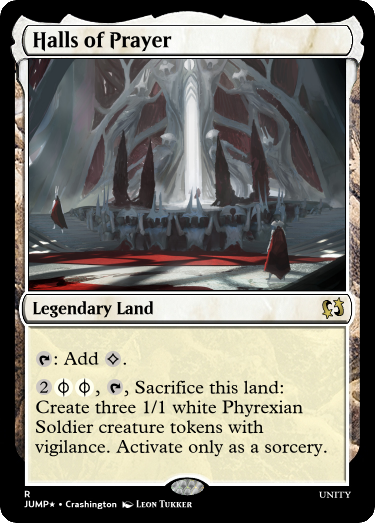 Halls of Prayer
Legendary Land
: Add .
2 , , Sacrifice this land:
Create three 1/1 white Phyrexian
Soldier creature tokens with
vigilance. Activate only as a sorcery.
R
JUMP★ • Crashington Leon Tukker
UNITY